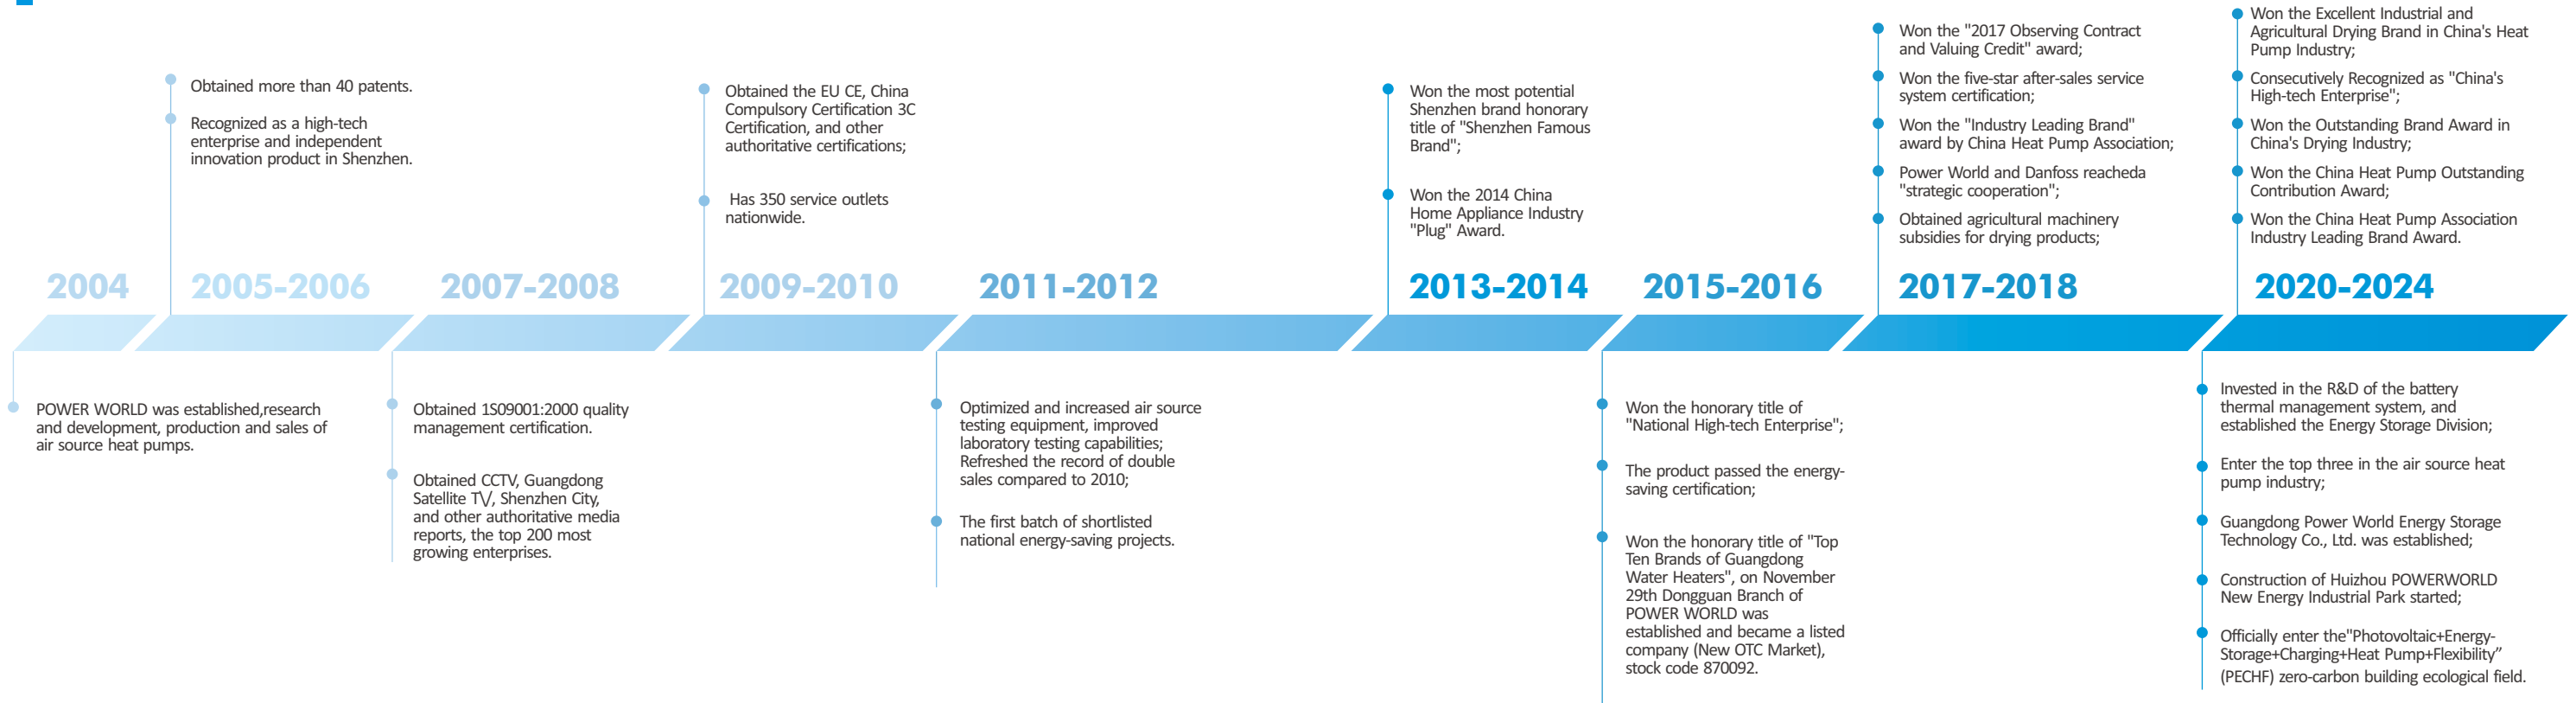 2004
POWER WORLD was established,research
and development, production and sales of
air source heat pumps.
Obtained more than 40 patents.
Recognized as a high-tech
enterprise and independent
innovation product in Shenzhen.
2005-2006
2007-2008
Obtained 1S09001:2000 quality
management certification.
Obtained CCTV, Guangdong
Satellite T\/, Shenzhen City,
and other authoritative media
reports, the top 200 most
growing enterprises.
Obtained the EU CE, China
Compulsory Certification 3C
Certification, and other
authoritative certifications;
Has 350 service outlets
nationwide.
2009-2010
2011-2012
Optimized and increased air source
testing equipment, improved
laboratory testing capabilities;
Refreshed the record of double
sales compared to 2010;
The first batch of shortlisted
national energy-saving projects.
Won the most potential
Shenzhen brand honorary
title of "Shenzhen Famous
Brand";
Won the 2014 China
Home Appliance Industry
"Plug" Award.
2013-2014
2015-2016
Won the honorary title of
"National High-tech Enterprise";
The product passed the energy-
saving certification;
Won the honorary title of "Top
Ten Brands of Guangdong
Water Heaters", on November
29th Dongguan Branch of
POWER WORLD was
established and became a listed
company (New OTC Market),
stock code 870092.
Won the "2017 Observing Contract
and Valuing Credit" award;
Won the five-star after-sales service
system certification;
Won the "Industry Leading Brand"
award by China Heat Pump Association;
Power World and Danfoss reacheda
"strategic cooperation";
Obtained agricultural machinery
subsidies for drying products;
2017-2018
Won the Excellent Industrial and
Agricultural Drying Brand in China's Heat
Pump Industry;
Consecutively Recognized as "China's
High-tech Enterprise";
Won the Outstanding Brand Award in
China's Drying Industry;
Won the China Heat Pump Outstanding
Contribution Award;
Won the China Heat Pump Association
Industry Leading Brand Award.
2020-2024
Invested in the R&D of the battery
thermal management system, and
established the Energy Storage Division;
Enter the top three in the air source heat
pump industry;
Guangdong Power World Energy Storage
Technology Co., Ltd. was established;
Construction of Huizhou POWERWORLD
New Energy Industrial Park started;
Officially enter the"Photovoltaic+Energy-
Storage+Charging+Heat Pump+Flexibility”
(PECHF) zero-carbon building ecological field.